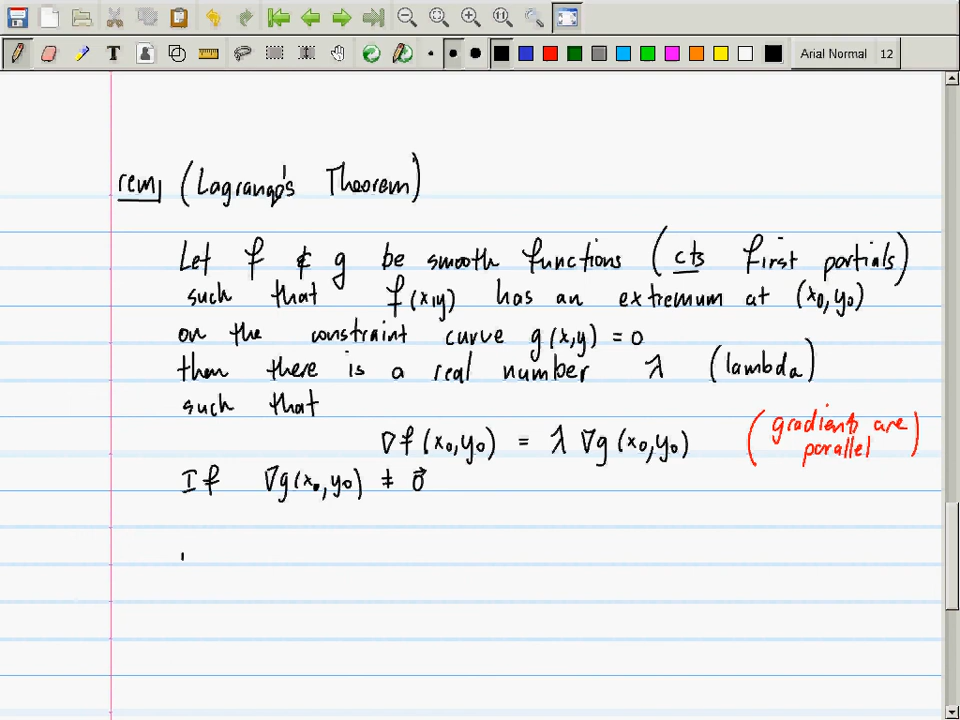 Arial Normal 12
rem (Lagrange's Theorem)
Let f & g be smooth functions (cts first partials)
such that f(x,y) has an extremum at (x₀,y₀)
on the constraint curve g(x,y) = 0
then there is a real number λ (lambda)
such that
∇f(x₀,y₀) = λ ∇g(x₀,y₀) (gradients are parallel)
If ∇g(x₀,y₀) ≠ 0⃗